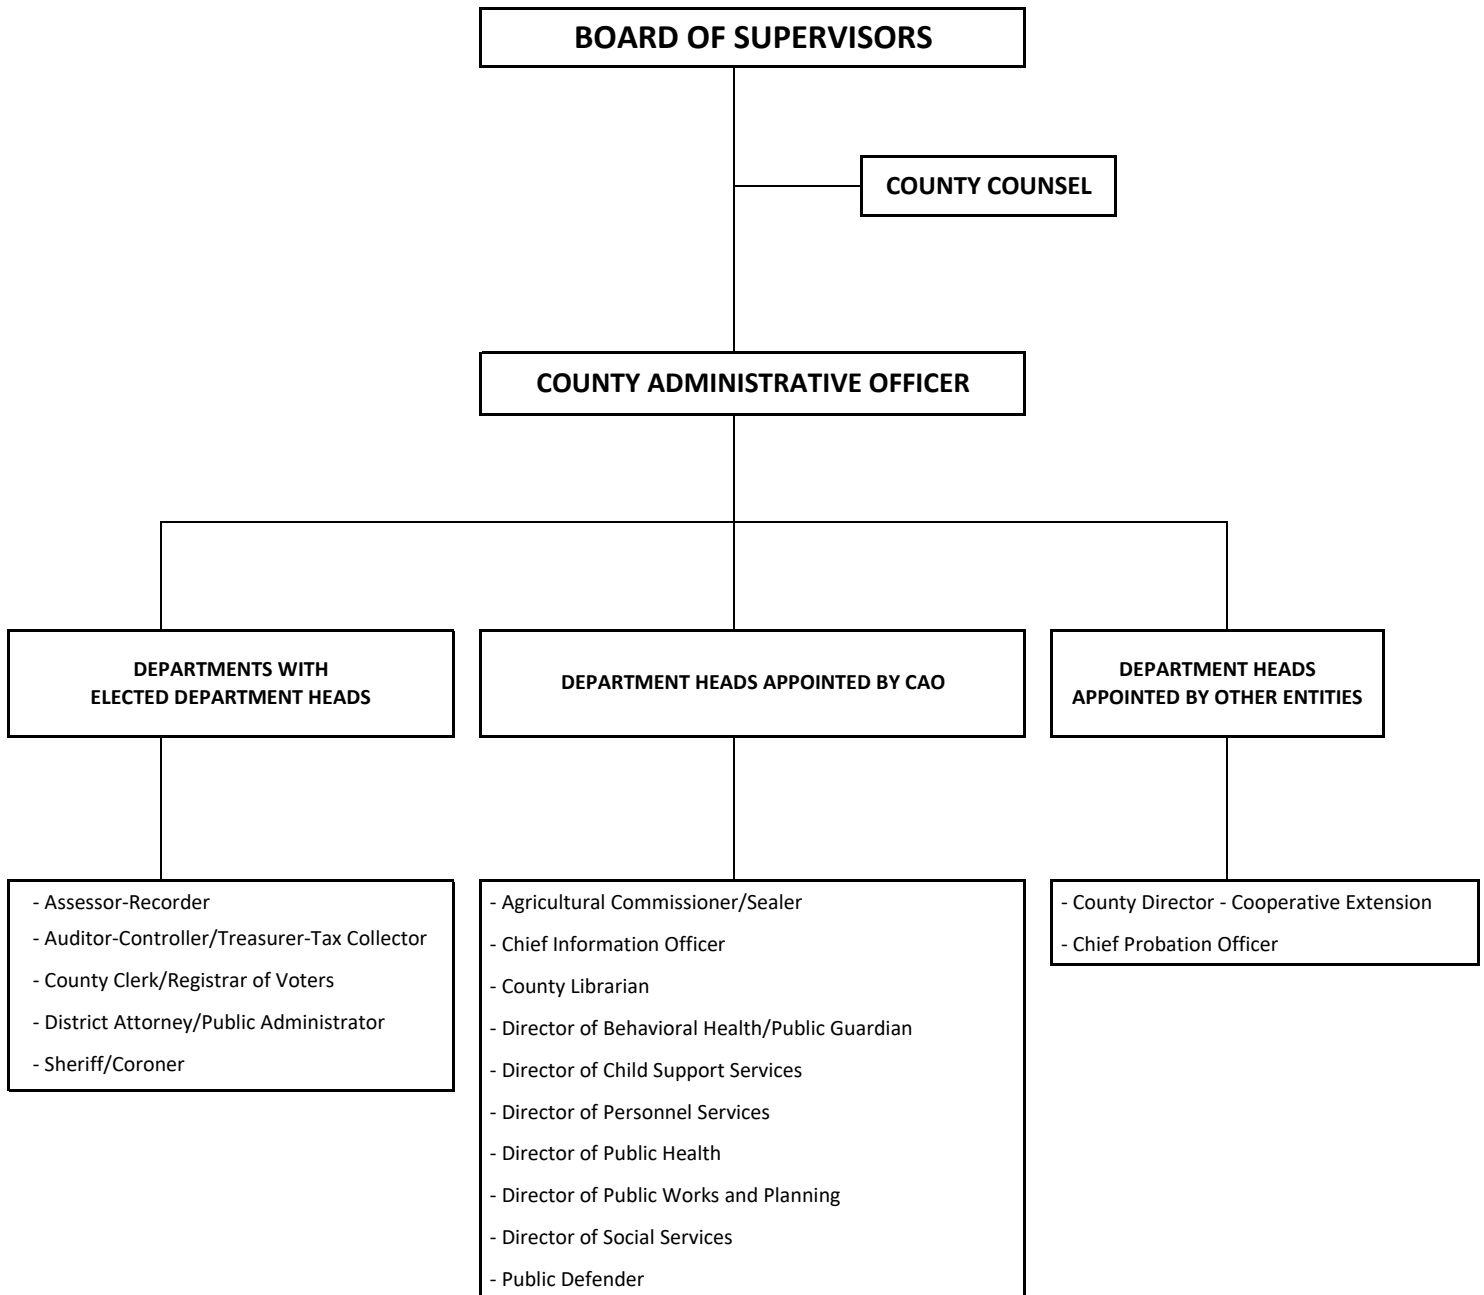 BOARD OF SUPERVISORS
COUNTY COUNSEL
COUNTY ADMINISTRATIVE OFFICER
DEPARTMENTS WITH
ELECTED DEPARTMENT HEADS
DEPARTMENT HEADS APPOINTED BY CAO
DEPARTMENT HEADS
APPOINTED BY OTHER ENTITIES
- Assessor-Recorder
- Auditor-Controller/Treasurer-Tax Collector
- County Clerk/Registrar of Voters
- District Attorney/Public Administrator
- Sheriff/Coroner
- Agricultural Commissioner/Sealer
- Chief Information Officer
- County Librarian
- Director of Behavioral Health/Public Guardian
- Director of Child Support Services
- Director of Personnel Services
- Director of Public Health
- Director of Public Works and Planning
- Director of Social Services
- Public Defender
- County Director - Cooperative Extension
- Chief Probation Officer